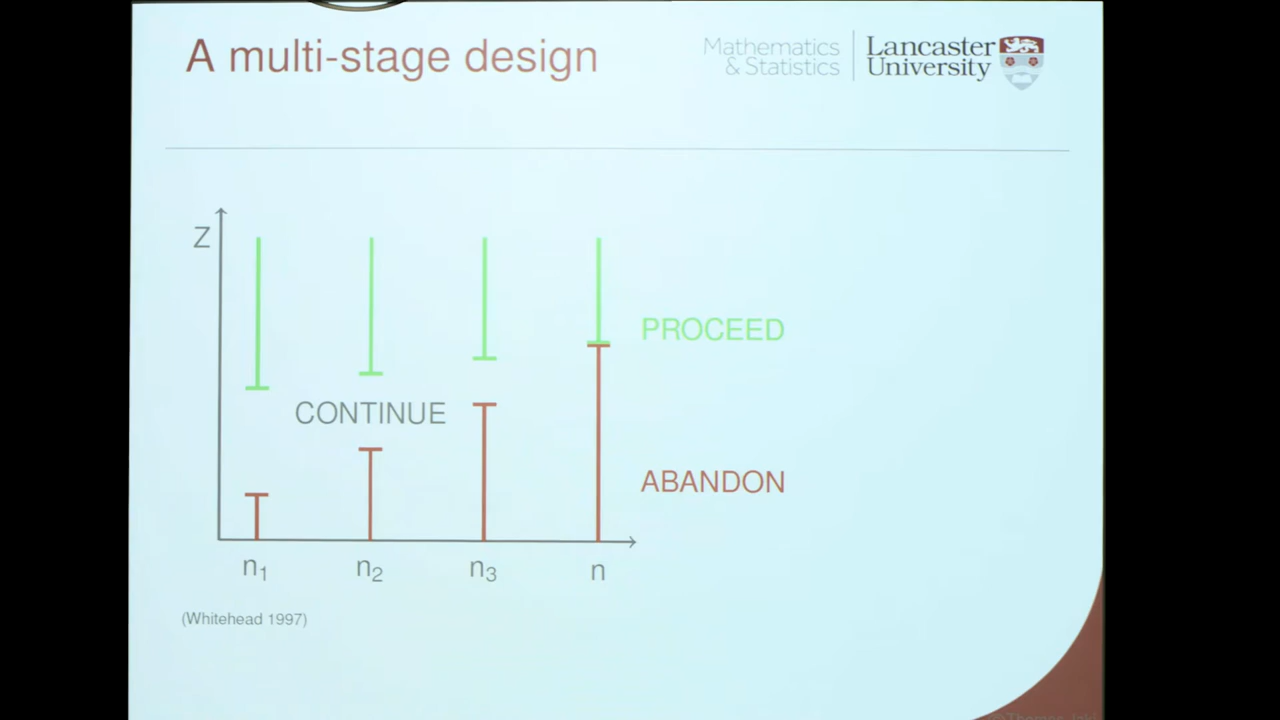 A multi-stage design
Mathematics
& Statistics
Lancaster
University
Z
PROCEED
CONTINUE
ABANDON
n1
n2
n3
n
(Whitehead 1997)